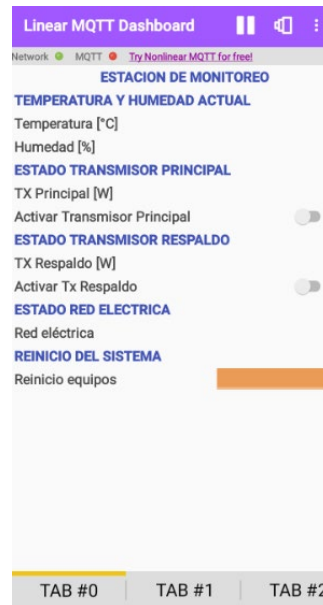 Linear MQTT Dashboard
Network MQTT Try Nonlinear MQTT for free!
ESTACION DE MONITOREO
TEMPERATURA Y HUMEDAD ACTUAL
Temperatura [°C]
Humedad [%]
ESTADO TRANSMISOR PRINCIPAL
TX Principal [W]
Activar Transmisor Principal
ESTADO TRANSMISOR RESPALDO
TX Respaldo [W]
Activar Tx Respaldo
ESTADO RED ELECTRICA
Red eléctrica
REINICIO DEL SISTEMA
Reinicio equipos
TAB #0 TAB #1 TAB #2